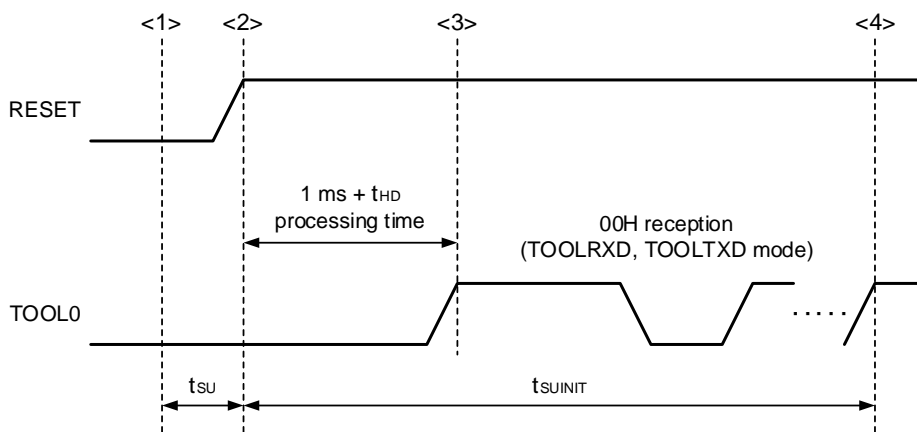 <1> <2> <3> <4>
RESET
1 ms + tHD
processing time
00H reception
(TOOLRXD, TOOLTXD mode)
TOOL0
.....
tSU tSUINIT